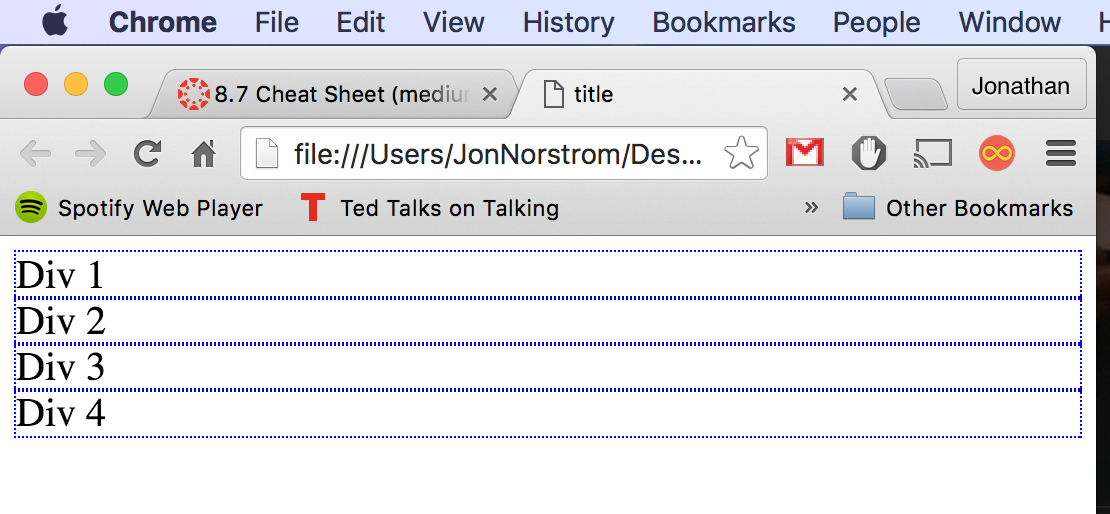 Chrome File Edit View History Bookmarks People Window H
8.7 Cheat Sheet (medium title Jonathan
file:///Users/JonNorstrom/Des...
Spotify Web Player Ted Talks on Talking » Other Bookmarks
Div 1
Div 2
Div 3
Div 4